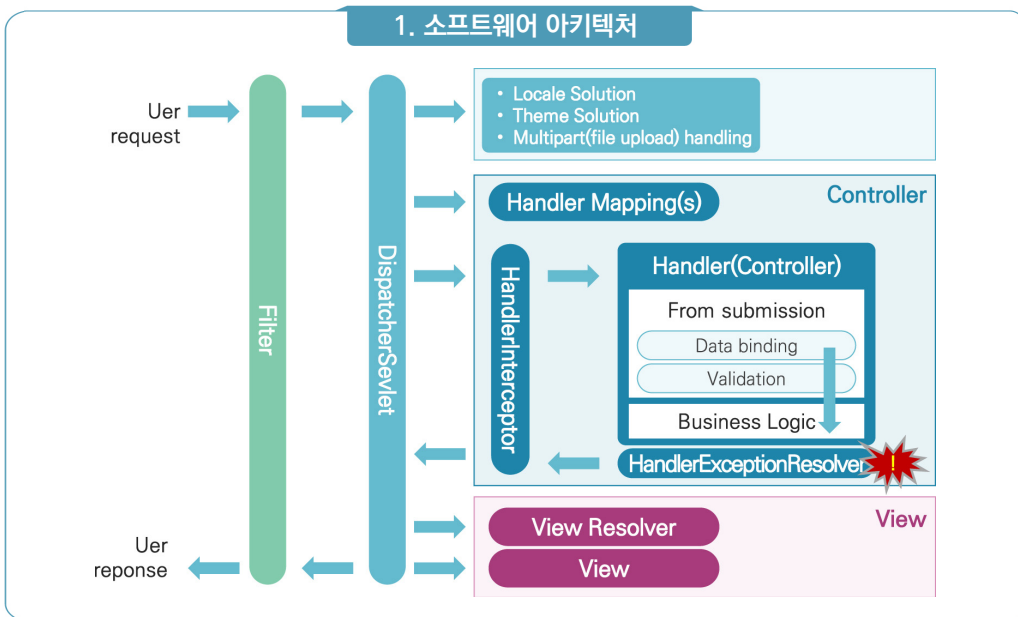 1. 소프트웨어 아키텍처
Uer
request
Filter
DispatcherSevlet
• Locale Solution
• Theme Solution
• Multipart(file upload) handling
Controller
Handler Mapping(s)
HandlerInterceptor
Handler(Controller)
From submission
Data binding
Validation
Business Logic
HandlerExceptionResolver
!
View
View Resolver
View
Uer
reponse